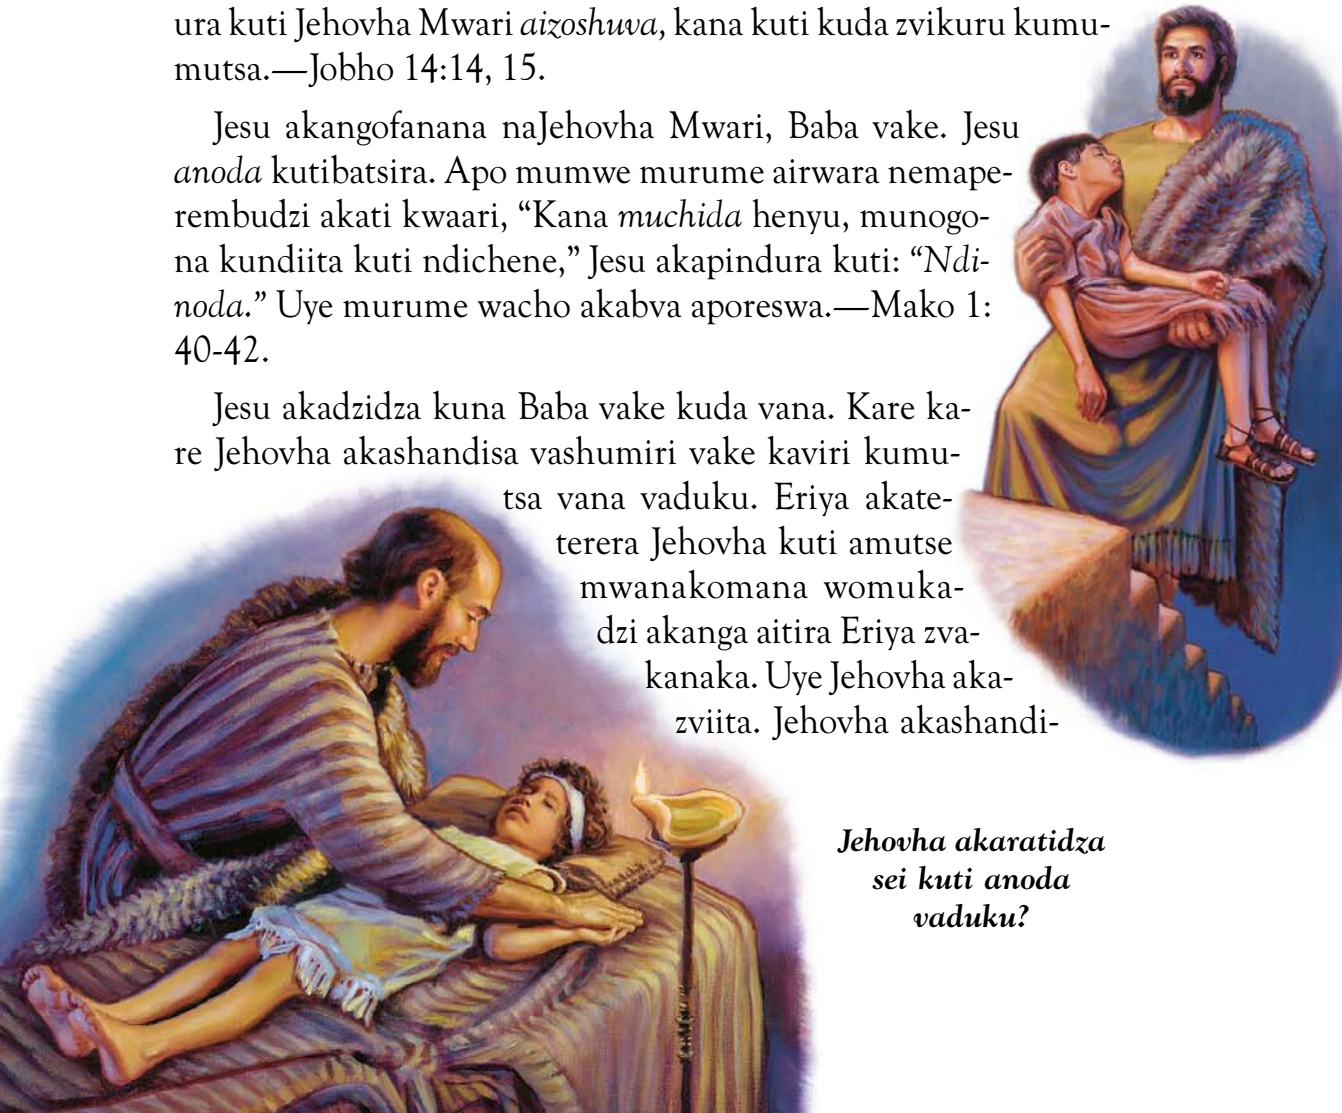 ura kuti Jehovha Mwari aizoshuva, kana kuti kuda zvikuru kumu-
mutsa.—Jobho 14:14, 15.
Jesu akangofanana naJehovha Mwari, Baba vake. Jesu
anoda kutibatsira. Apo mumwe murume airwara nemape-
rembudzi akati kwaari, “Kana muchida henyu, munogo-
na kundiita kuti ndichene,” Jesu akapindura kuti: “Ndi-
noda.” Uye murume wacho akabva aporeswa.—Mako 1:
40-42.
Jesu akadzidza kuna Baba vake kuda vana. Kare ka-
re Jehovha akashandisa vashumiri vake kaviri kumu-
tsa vana vaduku. Eriya akate-
terera Jehovha kuti amutse
mwanakomana womuka-
dzi akanga aitira Eriya zva-
kanaka. Uye Jehovha aka-
zviita. Jehovha akashandi-
Jehovha akaratidza
sei kuti anoda
vaduku?